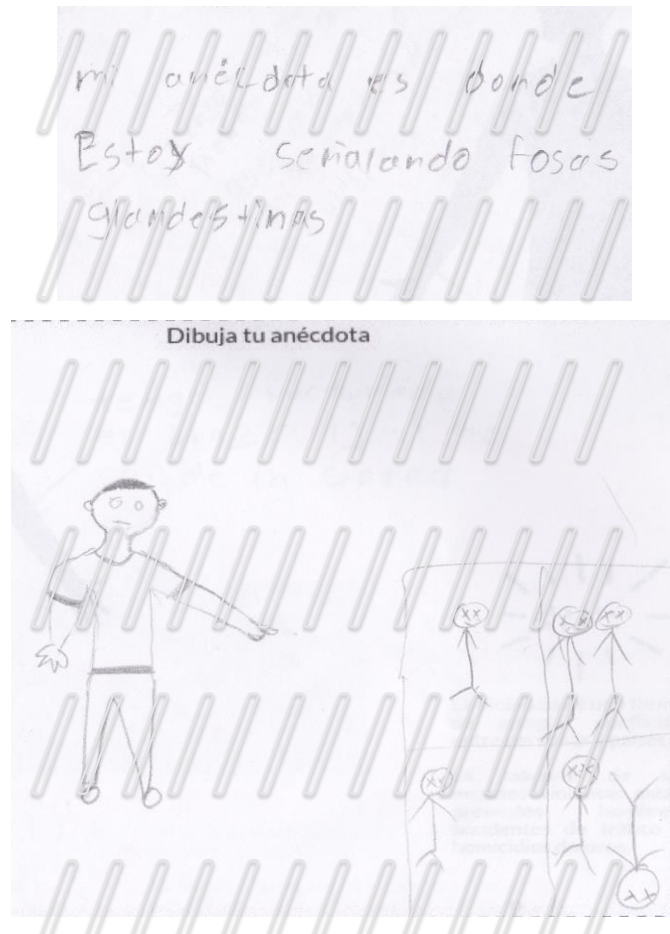 mi anécdota es donde
Estoy señalando fosas
glandestinas
Dibuja tu anécdota